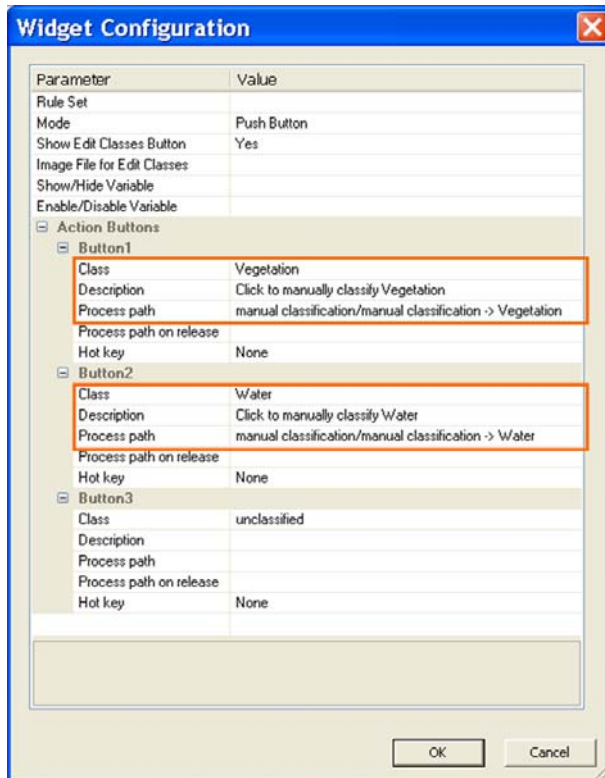 Widget Configuration
Parameter Value
Rule Set
Mode Push Button
Show Edit Classes Button Yes
Image File for Edit Classes
Show/Hide Variable
Enable/Disable Variable
Action Buttons
Button1
Class Vegetation
Description Click to manually classify Vegetation
Process path manual classification/manual classification -> Vegetation
Process path on release
Hot key None
Button2
Class Water
Description Click to manually classify Water
Process path manual classification/manual classification -> Water
Process path on release
Hot key None
Button3
Class unclassified
Description
Process path
Process path on release
Hot key None
OK Cancel